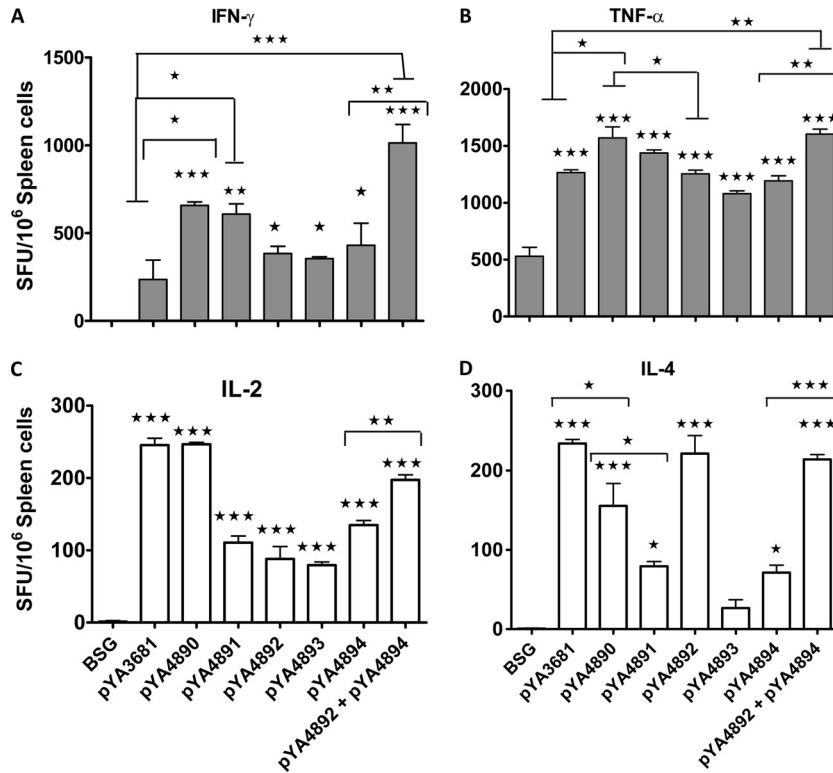 A
IFN-γ
SFU/10⁶ Spleen cells
1500
1000
500
0
★★★
★
★
★★
★★★
★★★
★★
★
★
★
B
TNF-α
2000
1500
1000
500
0
★★
★
★
★★
★★★
★★★
★★★
★★★
★★★
★★★
★★★
C
IL-2
SFU/10⁶ Spleen cells
300
200
100
0
★★
★★★
★★★
★★★
★★★
★★★
★★★
★★★
BSG
pYA3681
pYA4890
pYA4891
pYA4892
pYA4893
pYA4894
pYA4892 + pYA4894
D
IL-4
300
200
100
0
★
★★★
★
★★★
★★★
★★★
★★★
★
★
BSG
pYA3681
pYA4890
pYA4891
pYA4892
pYA4893
pYA4894
pYA4892 + pYA4894